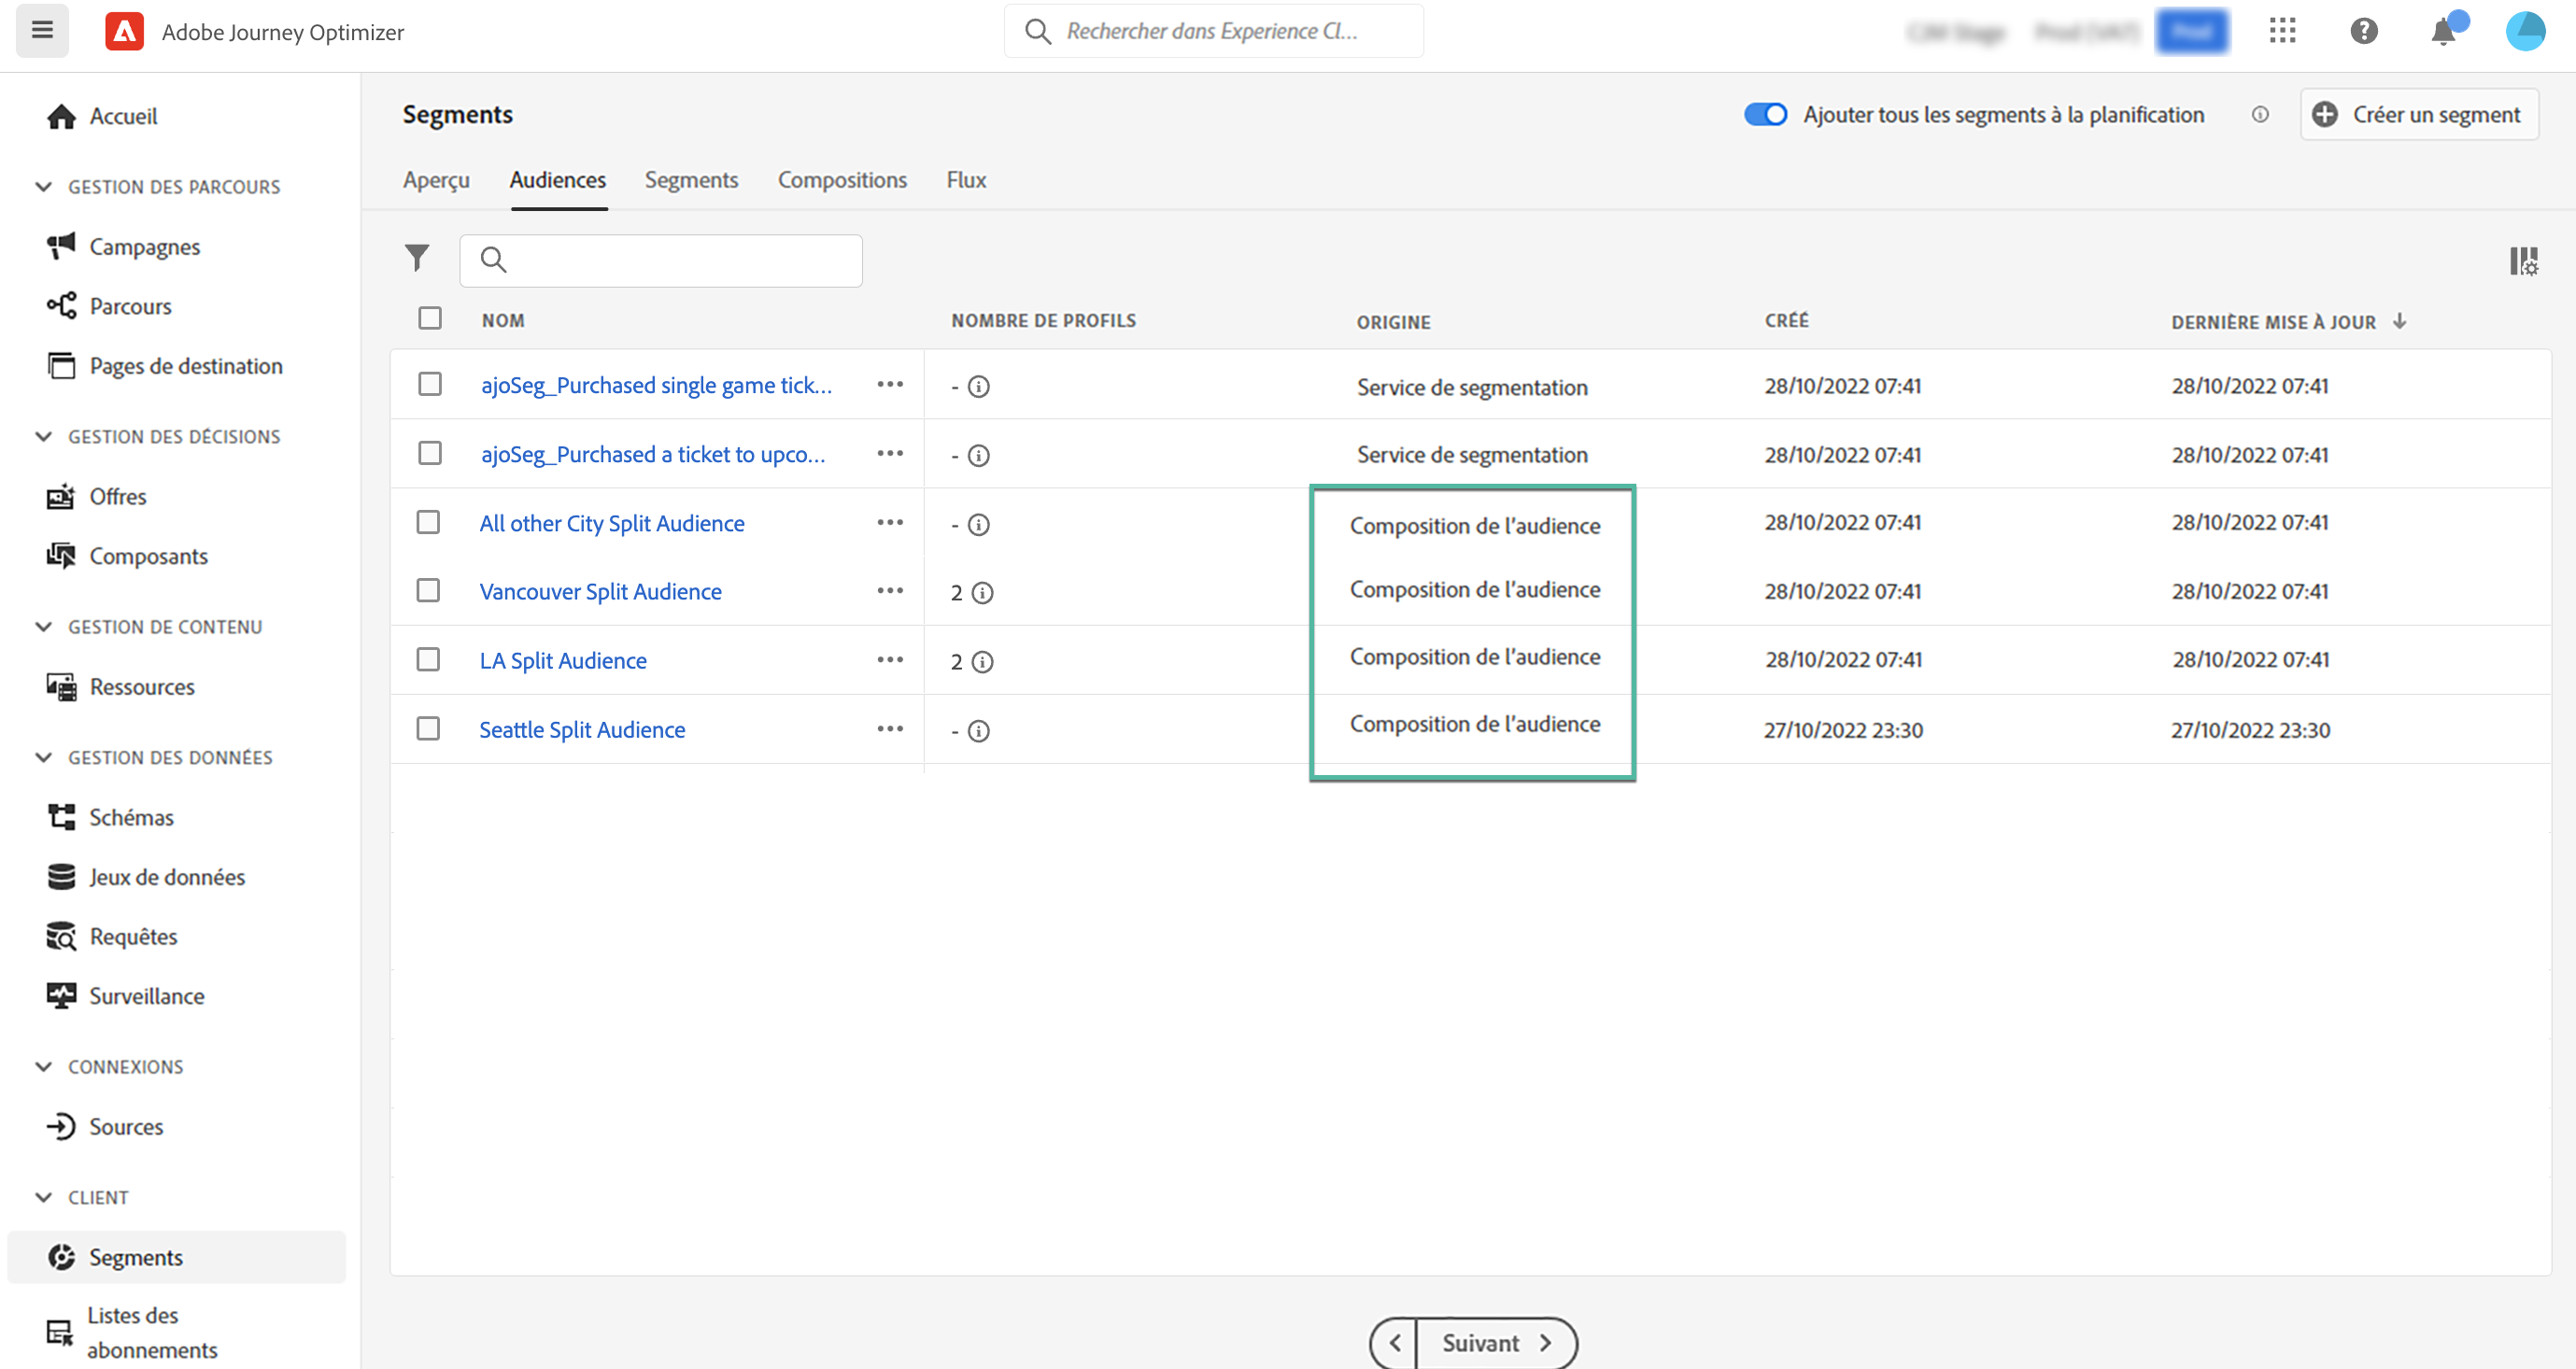 Adobe Journey Optimizer
Rechercher dans Experience Cl...
Accueil
GESTION DES PARCOURS
Campagnes
Parcours
Pages de destination
GESTION DES DÉCISIONS
Offres
Composants
GESTION DE CONTENU
Ressources
GESTION DES DONNÉES
Schémas
Jeux de données
Requêtes
Surveillance
CONNEXIONS
Sources
CLIENT
Segments
Listes des
abonnements
Segments
Ajouter tous les segments à la planification
Créer un segment
Aperçu Audiences Segments Compositions Flux
NOM NOMBRE DE PROFILS ORIGINE CRÉÉ DERNIÈRE MISE À JOUR
ajoSeg_Purchased single game tick... - Service de segmentation 28/10/2022 07:41 28/10/2022 07:41
ajoSeg_Purchased a ticket to upco... - Service de segmentation 28/10/2022 07:41 28/10/2022 07:41
All other City Split Audience - Composition de l'audience 28/10/2022 07:41 28/10/2022 07:41
Vancouver Split Audience 2 Composition de l'audience 28/10/2022 07:41 28/10/2022 07:41
LA Split Audience 2 Composition de l'audience 28/10/2022 07:41 28/10/2022 07:41
Seattle Split Audience - Composition de l'audience 27/10/2022 23:30 27/10/2022 23:30
Suivant